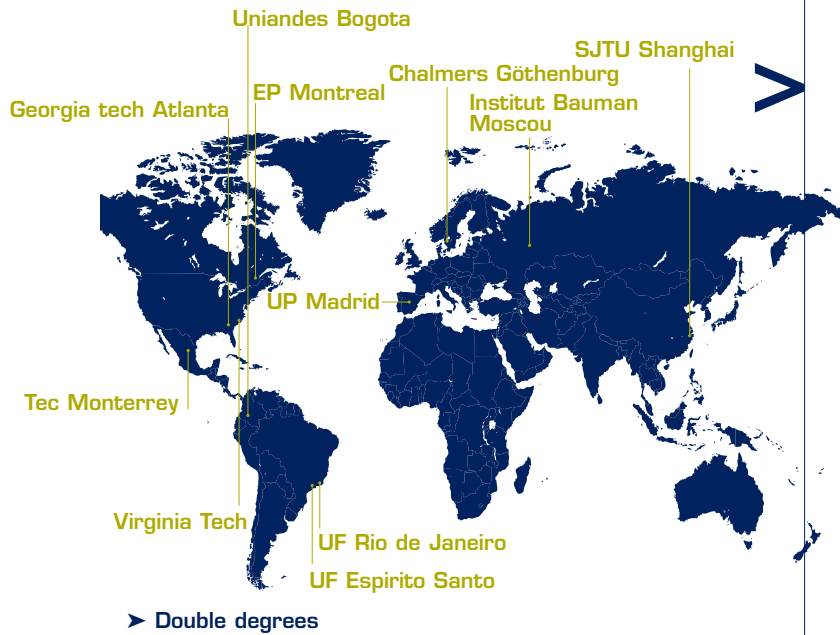 Uniandes Bogota
SJTU Shanghai
Chalmers Göthenburg
EP Montreal
Institut Bauman
Moscou
Georgia tech Atlanta
UP Madrid
Tec Monterrey
Virginia Tech
UF Rio de Janeiro
UF Espirito Santo
➤ Double degrees